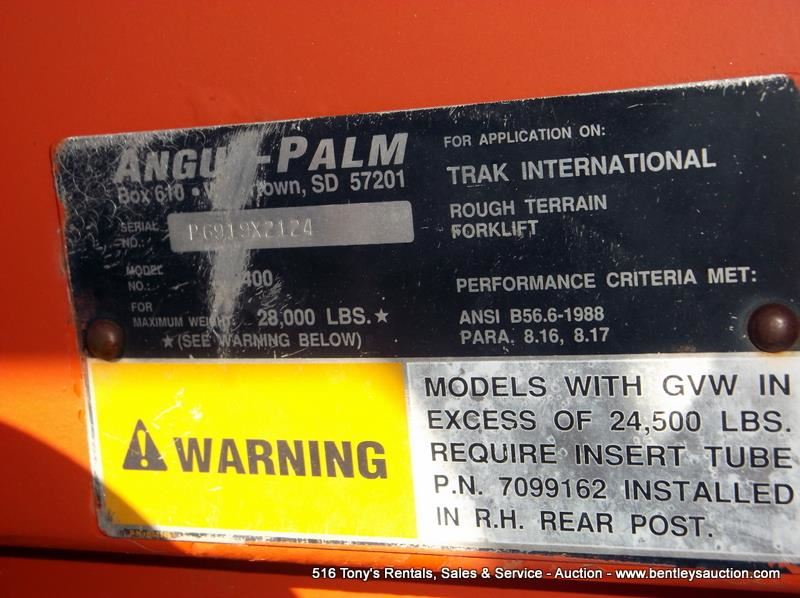 ANGUS-PALM
Box 610 • Watertown, SD 57201
SERIAL
NO.:
P6919X2124
MODEL
NO.:
400
FOR
MAXIMUM WEIGHT:
28,000 LBS.★
★(SEE WARNING BELOW)
FOR APPLICATION ON:
TRAK INTERNATIONAL
ROUGH TERRAIN
FORKLIFT
PERFORMANCE CRITERIA MET:
ANSI B56.6-1988
PARA. 8.16, 8.17
WARNING
MODELS WITH GVW IN
EXCESS OF 24,500 LBS.
REQUIRE INSERT TUBE
P.N. 7099162 INSTALLED
IN R.H. REAR POST.
516 Tony's Rentals, Sales & Service - Auction - www.bentleysauction.com